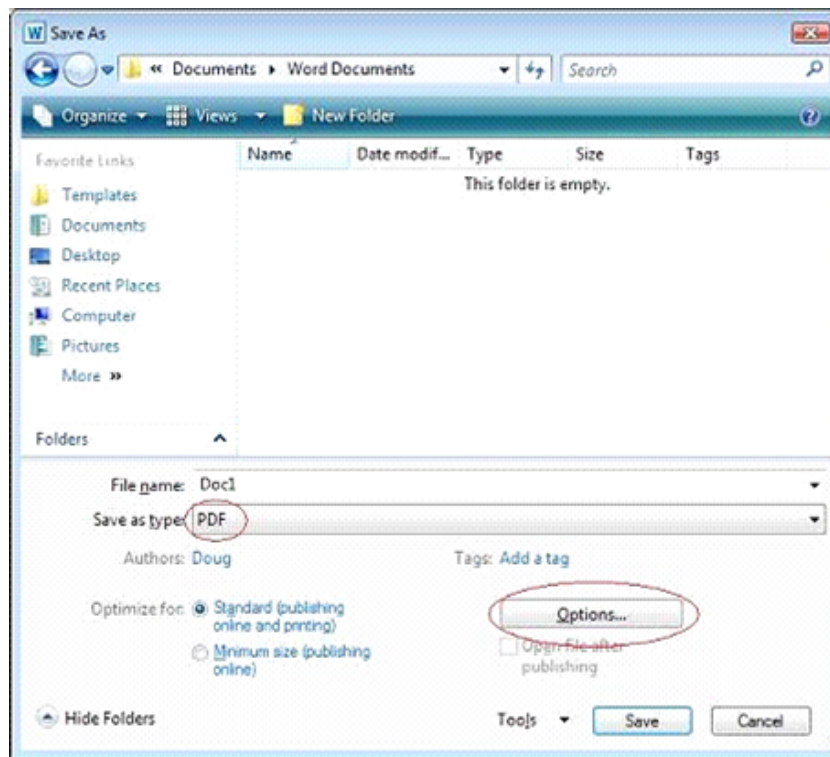 Save As
« Documents ▸ Word Documents
Search
Organize Views New Folder
Favorite Links
Name Date modif... Type Size Tags
This folder is empty.
Templates
Documents
Desktop
Recent Places
Computer
Pictures
More »
Folders
File name: Doc1
Save as type: PDF
Authors: Doug Tags: Add a tag
Optimize for: Standard (publishing
online and printing)
Options...
Minimum size (publishing
online)
Open file after
publishing
Hide Folders Tools Save Cancel